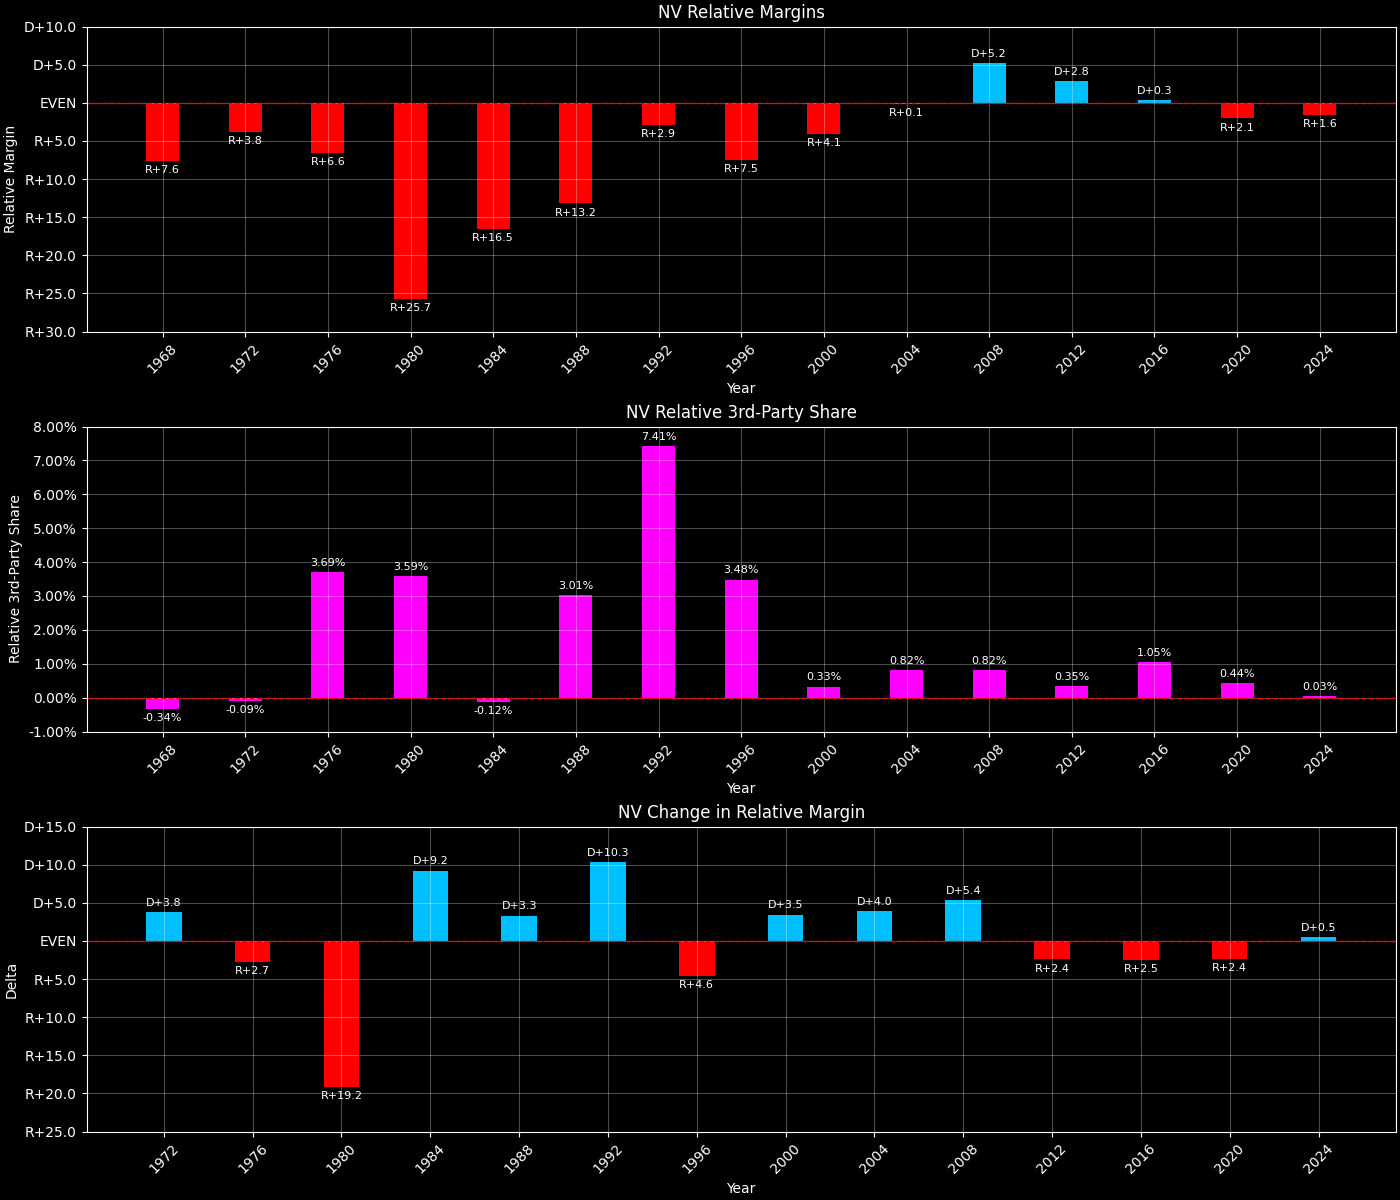 NV Relative Margins
D+10.0
D+5.0
EVEN
R+5.0
R+10.0
R+15.0
R+20.0
R+25.0
R+30.0
Relative Margin
R+7.6
R+3.8
R+6.6
R+25.7
R+16.5
R+13.2
R+2.9
R+7.5
R+4.1
R+0.1
D+5.2
D+2.8
D+0.3
R+2.1
R+1.6
1968
1972
1976
1980
1984
1988
1992
1996
2000
2004
2008
2012
2016
2020
2024
Year
NV Relative 3rd-Party Share
8.00%
7.00%
6.00%
5.00%
4.00%
3.00%
2.00%
1.00%
0.00%
-1.00%
Relative 3rd-Party Share
-0.34%
-0.09%
3.69%
3.59%
-0.12%
3.01%
7.41%
3.48%
0.33%
0.82%
0.82%
0.35%
1.05%
0.44%
0.03%
1968
1972
1976
1980
1984
1988
1992
1996
2000
2004
2008
2012
2016
2020
2024
Year
NV Change in Relative Margin
D+15.0
D+10.0
D+5.0
EVEN
R+5.0
R+10.0
R+15.0
R+20.0
R+25.0
Delta
D+3.8
R+2.7
R+19.2
D+9.2
D+3.3
D+10.3
R+4.6
D+3.5
D+4.0
D+5.4
R+2.4
R+2.5
R+2.4
D+0.5
1972
1976
1980
1984
1988
1992
1996
2000
2004
2008
2012
2016
2020
2024
Year